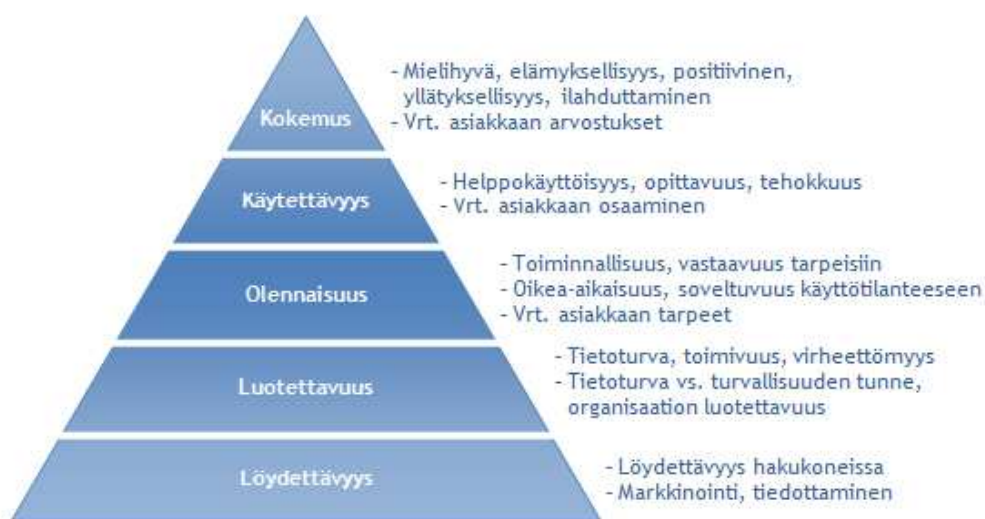 Kokemus
- Mielihyvä, elämyksellisyys, positiivinen,
yllätyksellisyys, ilahduttaminen
- Vrt. asiakkaan arvostukset
Käytettävyys
- Helppokäyttöisyys, opittavuus, tehokkuus
- Vrt. asiakkaan osaaminen
Olennaisuus
- Toiminnallisuus, vastaavuus tarpeisiin
- Oikea-aikaisuus, soveltuvuus käyttötilanteeseen
- Vrt. asiakkaan tarpeet
Luotettavuus
- Tietoturva, toimivuus, virheettömyys
- Tietoturva vs. turvallisuuden tunne,
organisaation luotettavuus
Löydettävyys
- Löydettävyys hakukoneissa
- Markkinointi, tiedottaminen